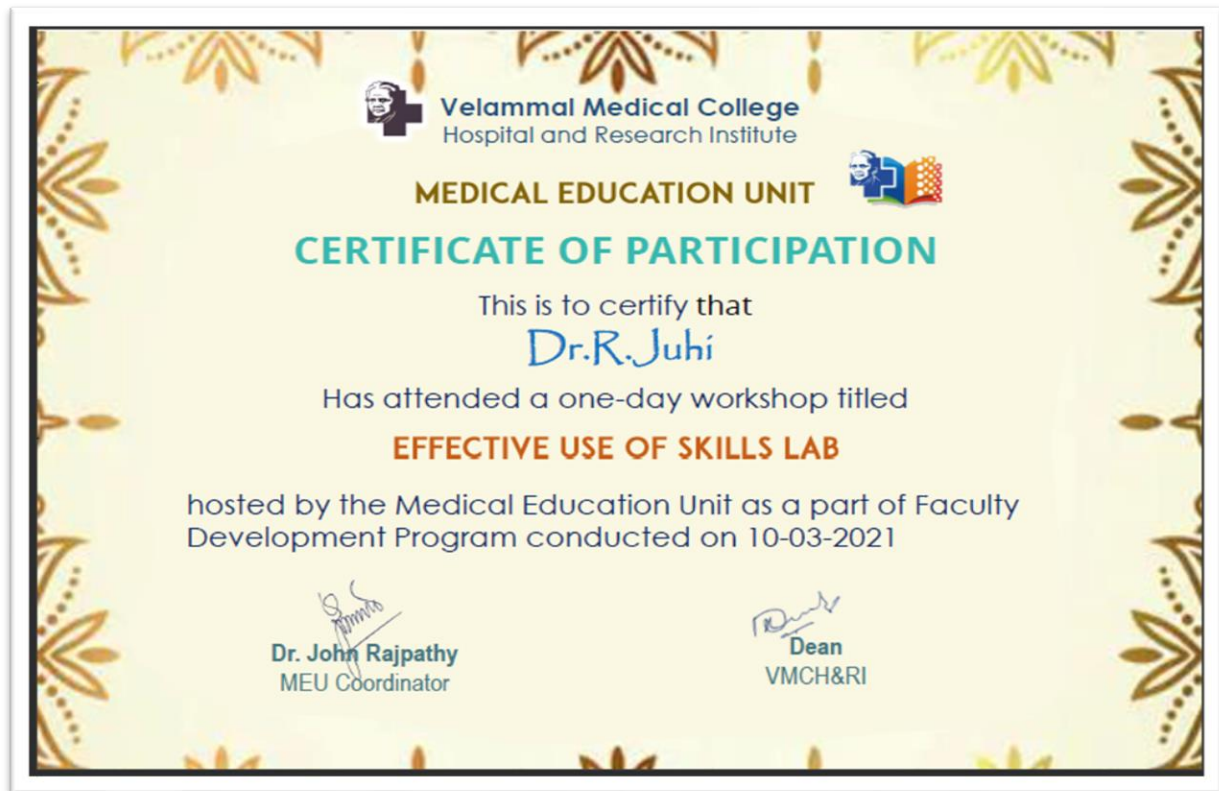 Velammal Medical College
Hospital and Research Institute
MEDICAL EDUCATION UNIT
CERTIFICATE OF PARTICIPATION
This is to certify that
Dr.R.Juhi
Has attended a one-day workshop titled
EFFECTIVE USE OF SKILLS LAB
hosted by the Medical Education Unit as a part of Faculty
Development Program conducted on 10-03-2021
Dr. John Rajpathy
MEU Coordinator
Dean
VMCH&RI